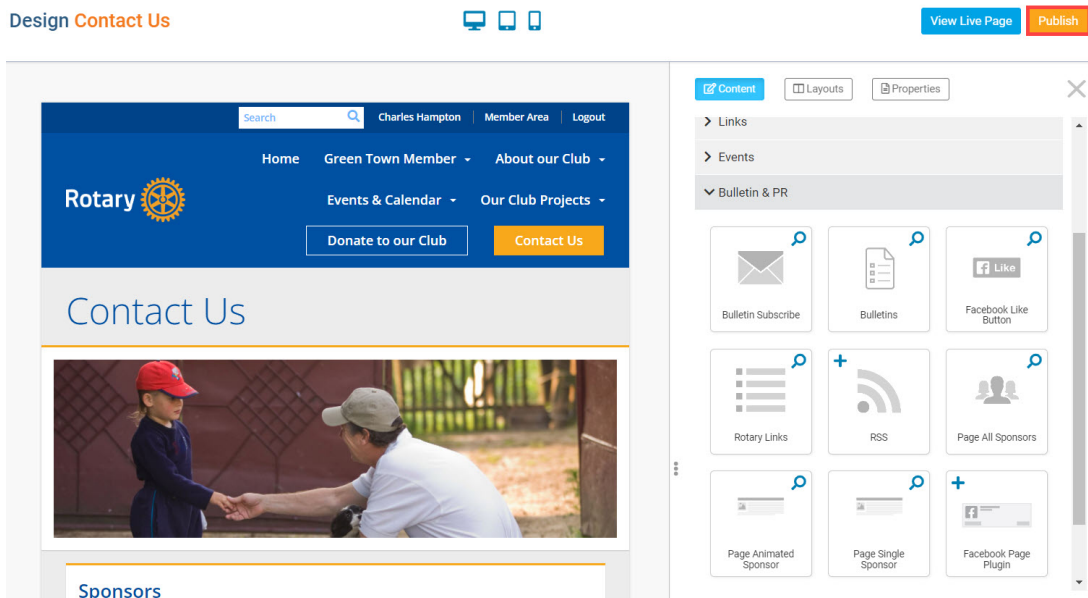 Design Contact Us
View Live Page
Publish
Search
Charles Hampton
Member Area
Logout
Home
Green Town Member
About our Club
Rotary
Events & Calendar
Our Club Projects
Donate to our Club
Contact Us
Contact Us
Sponsors
Content
Layouts
Properties
Links
Events
Bulletin & PR
Bulletin Subscribe
Bulletins
Like
Facebook Like
Button
Rotary Links
RSS
Page All Sponsors
Page Animated
Sponsor
Page Single
Sponsor
Facebook Page
Plugin